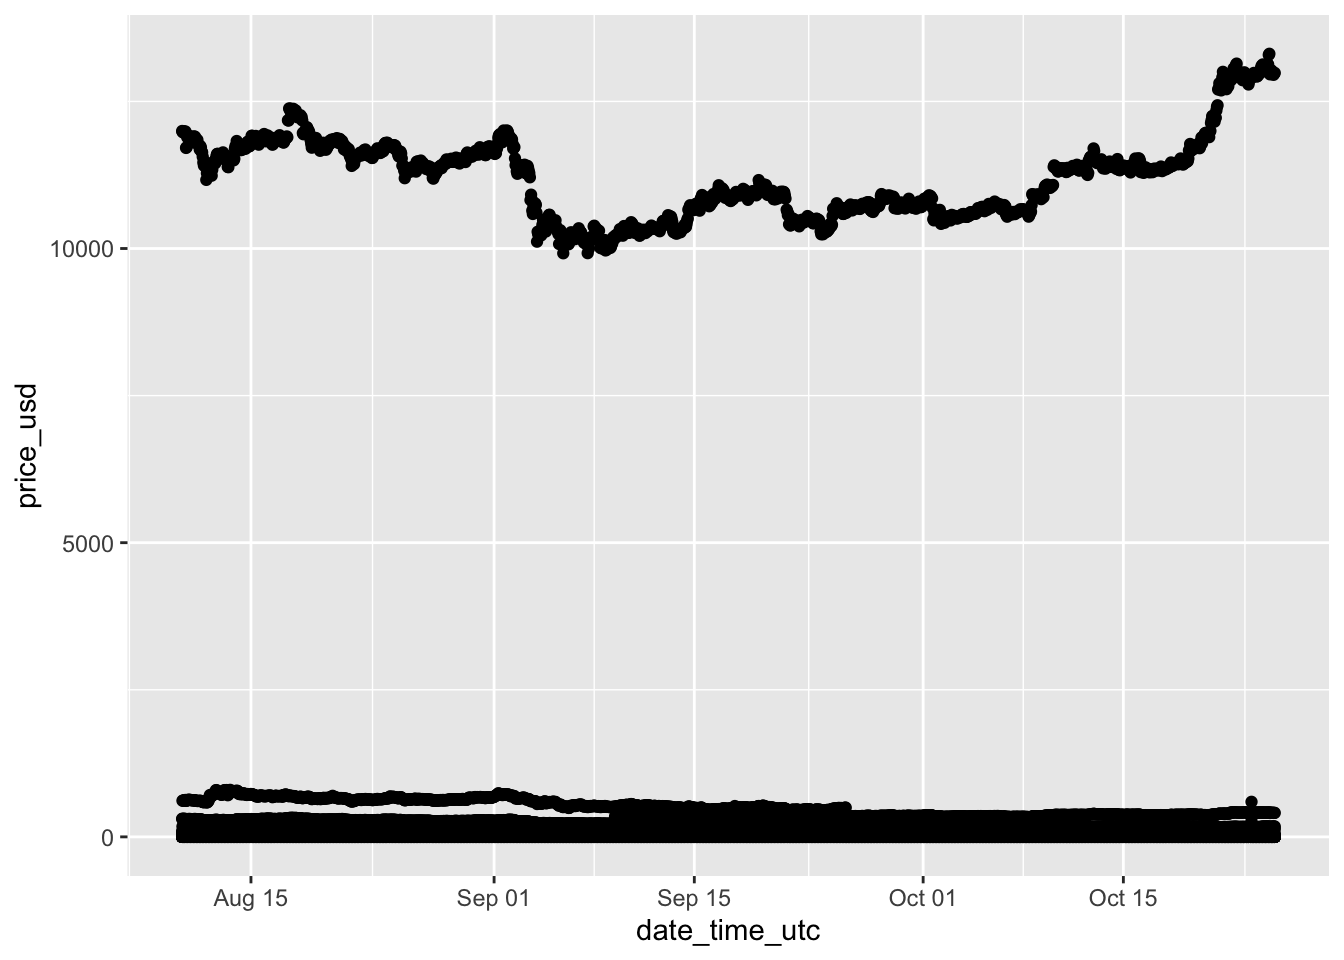 10000
5000
0
price_usd
Aug 15
Sep 01
Sep 15
Oct 01
Oct 15
date_time_utc